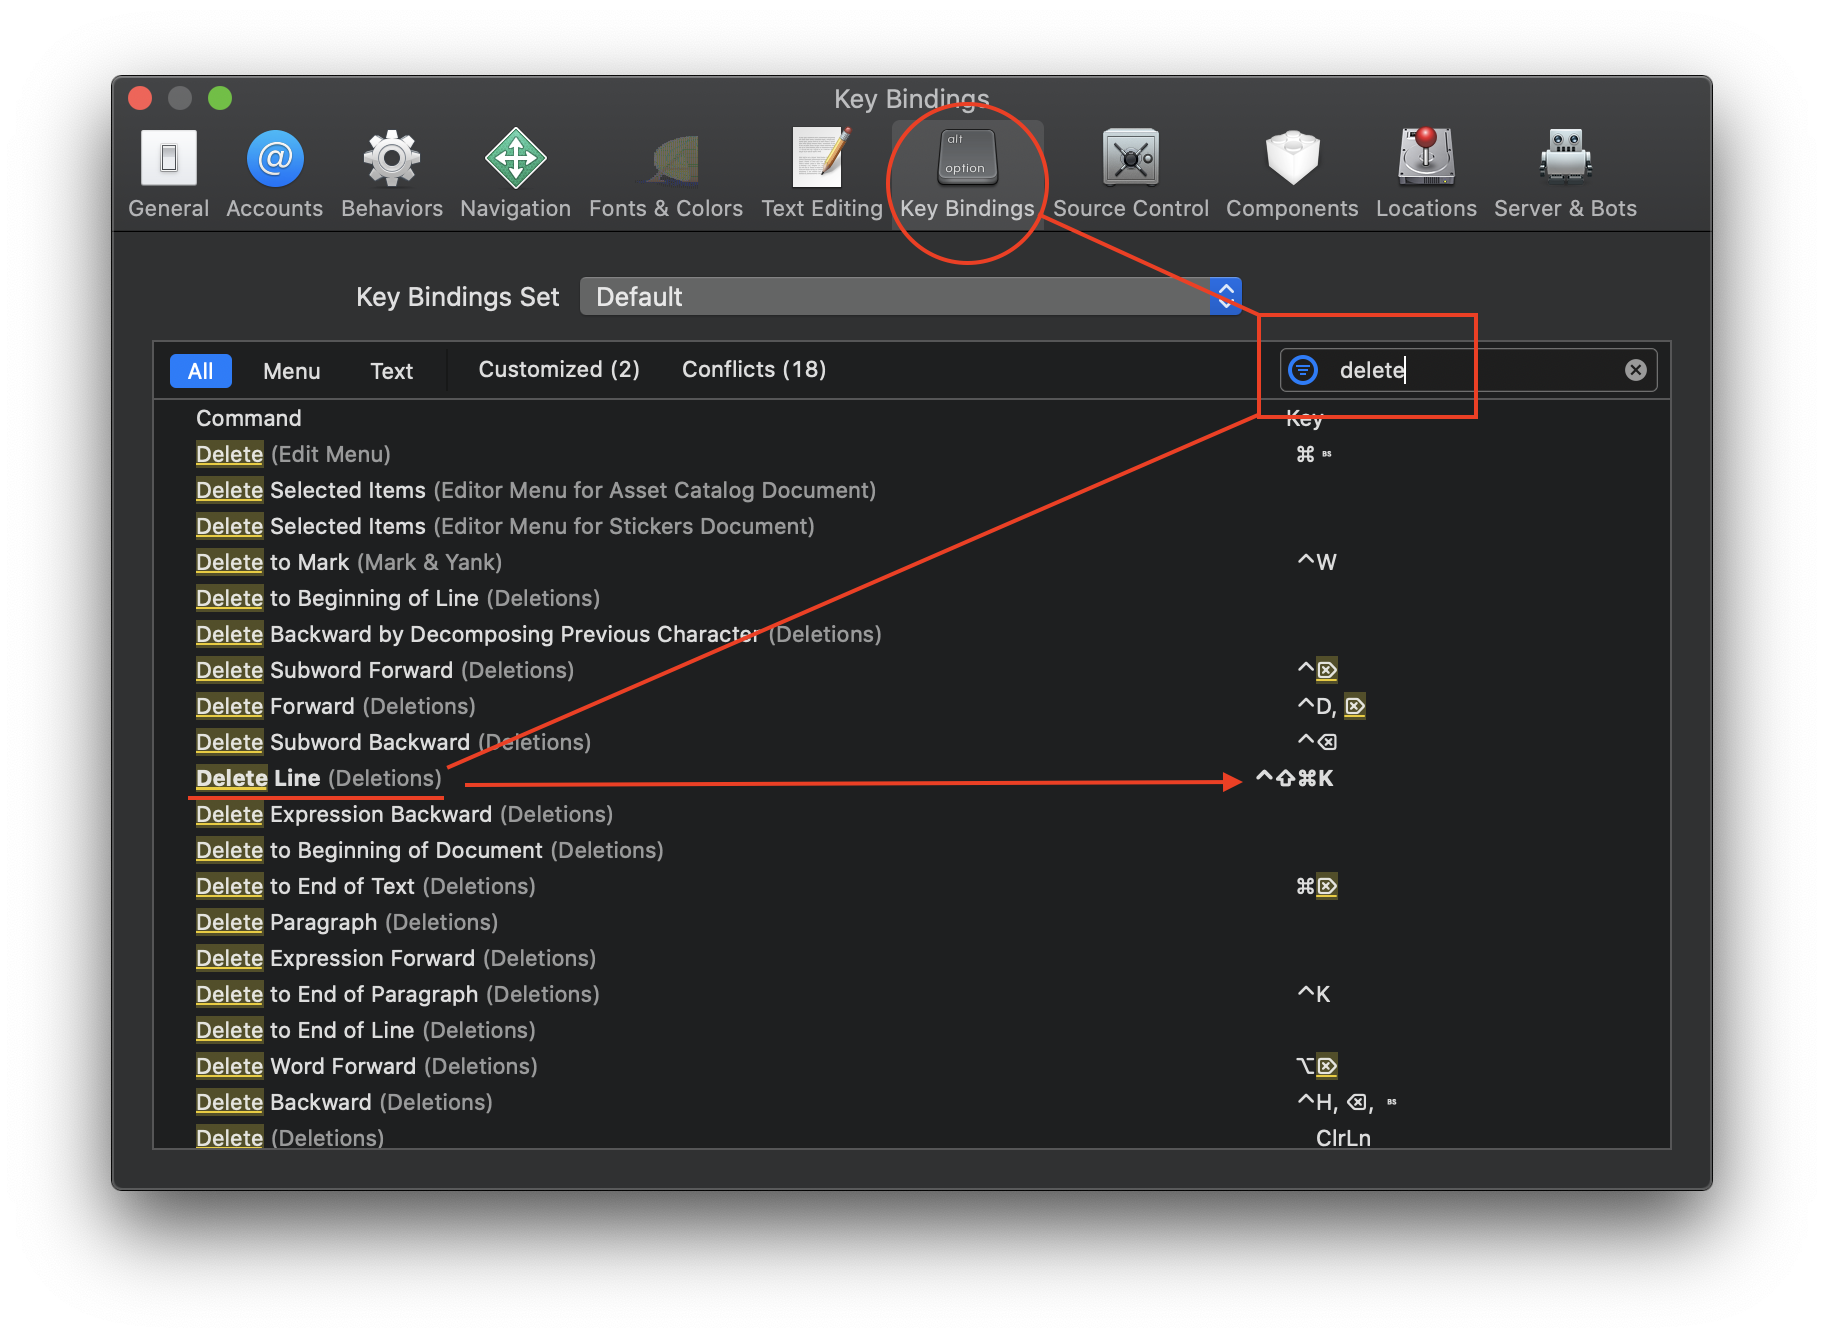 Key Bindings
alt
option
General Accounts Behaviors Navigation Fonts & Colors Text Editing Key Bindings Source Control Components Locations Server & Bots
Key Bindings Set Default
All Menu Text Customized (2) Conflicts (18) delete
Command Key
Delete (Edit Menu) ⌘ BS
Delete Selected Items (Editor Menu for Asset Catalog Document)
Delete Selected Items (Editor Menu for Stickers Document)
Delete to Mark (Mark & Yank) ^W
Delete to Beginning of Line (Deletions)
Delete Backward by Decomposing Previous Character (Deletions)
Delete Subword Forward (Deletions) ^⌦
Delete Forward (Deletions) ^D, ⌦
Delete Subword Backward (Deletions) ^⌫
Delete Line (Deletions) ^⇧⌘K
Delete Expression Backward (Deletions)
Delete to Beginning of Document (Deletions)
Delete to End of Text (Deletions) ⌘⌦
Delete Paragraph (Deletions)
Delete Expression Forward (Deletions)
Delete to End of Paragraph (Deletions) ^K
Delete to End of Line (Deletions)
Delete Word Forward (Deletions) ⌥⌦
Delete Backward (Deletions) ^H, ⌫, BS
Delete (Deletions) ClrLn